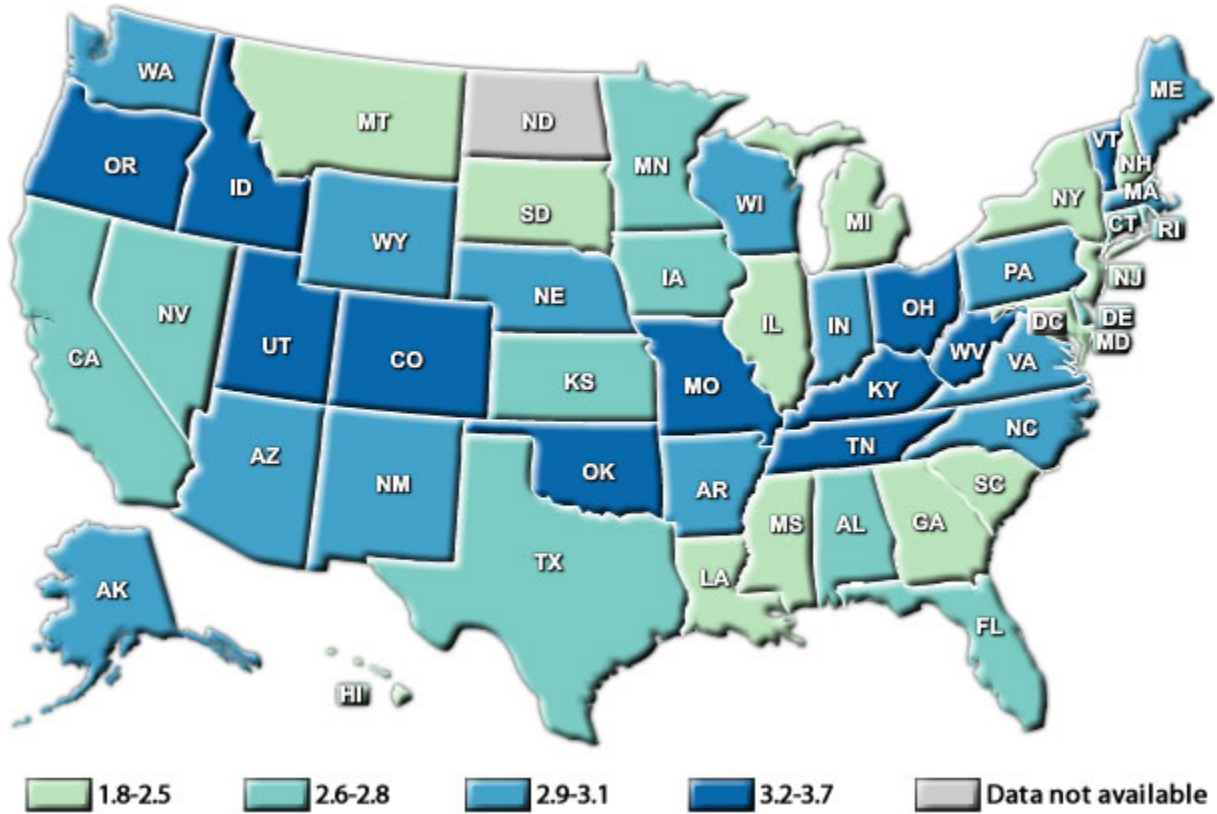 WA
MT
ND
MN
OR
ID
SD
WY
WI
MI
NY
VT
NH
ME
MA
CT
RI
NV
CA
UT
CO
NE
IA
IL
IN
OH
PA
NJ
DE
DC
MD
WV
VA
KS
MO
KY
AZ
NM
OK
AR
TN
NC
SC
MS
AL
GA
TX
LA
FL
AK
HI
1.8-2.5
2.6-2.8
2.9-3.1
3.2-3.7
Data not available